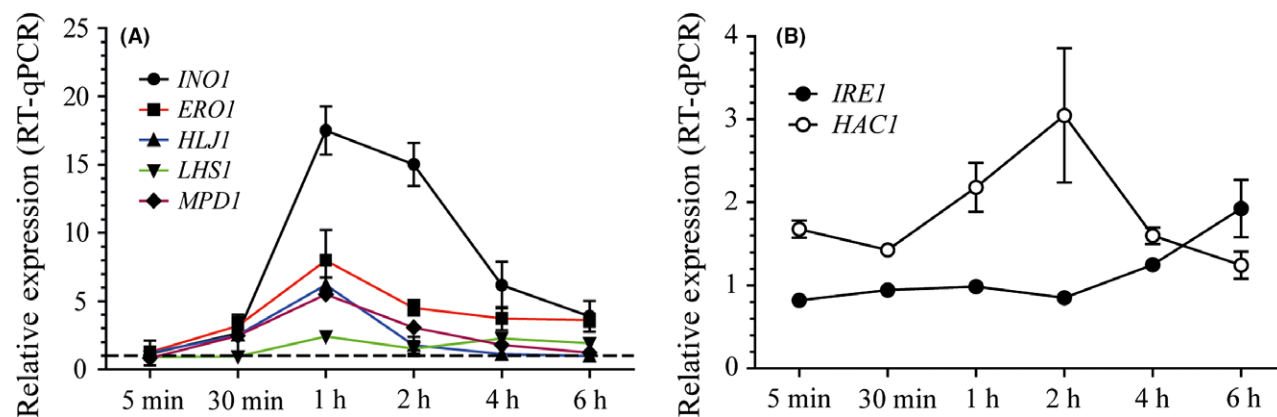 Relative expression (RT-qPCR)
25
20
15
10
5
0
(A)
INO1
ERO1
HLJ1
LHS1
MPD1
5 min 30 min 1 h 2 h 4 h 6 h
Relative expression (RT-qPCR)
4
3
2
1
0
(B)
IRE1
HAC1
5 min 30 min 1 h 2 h 4 h 6 h